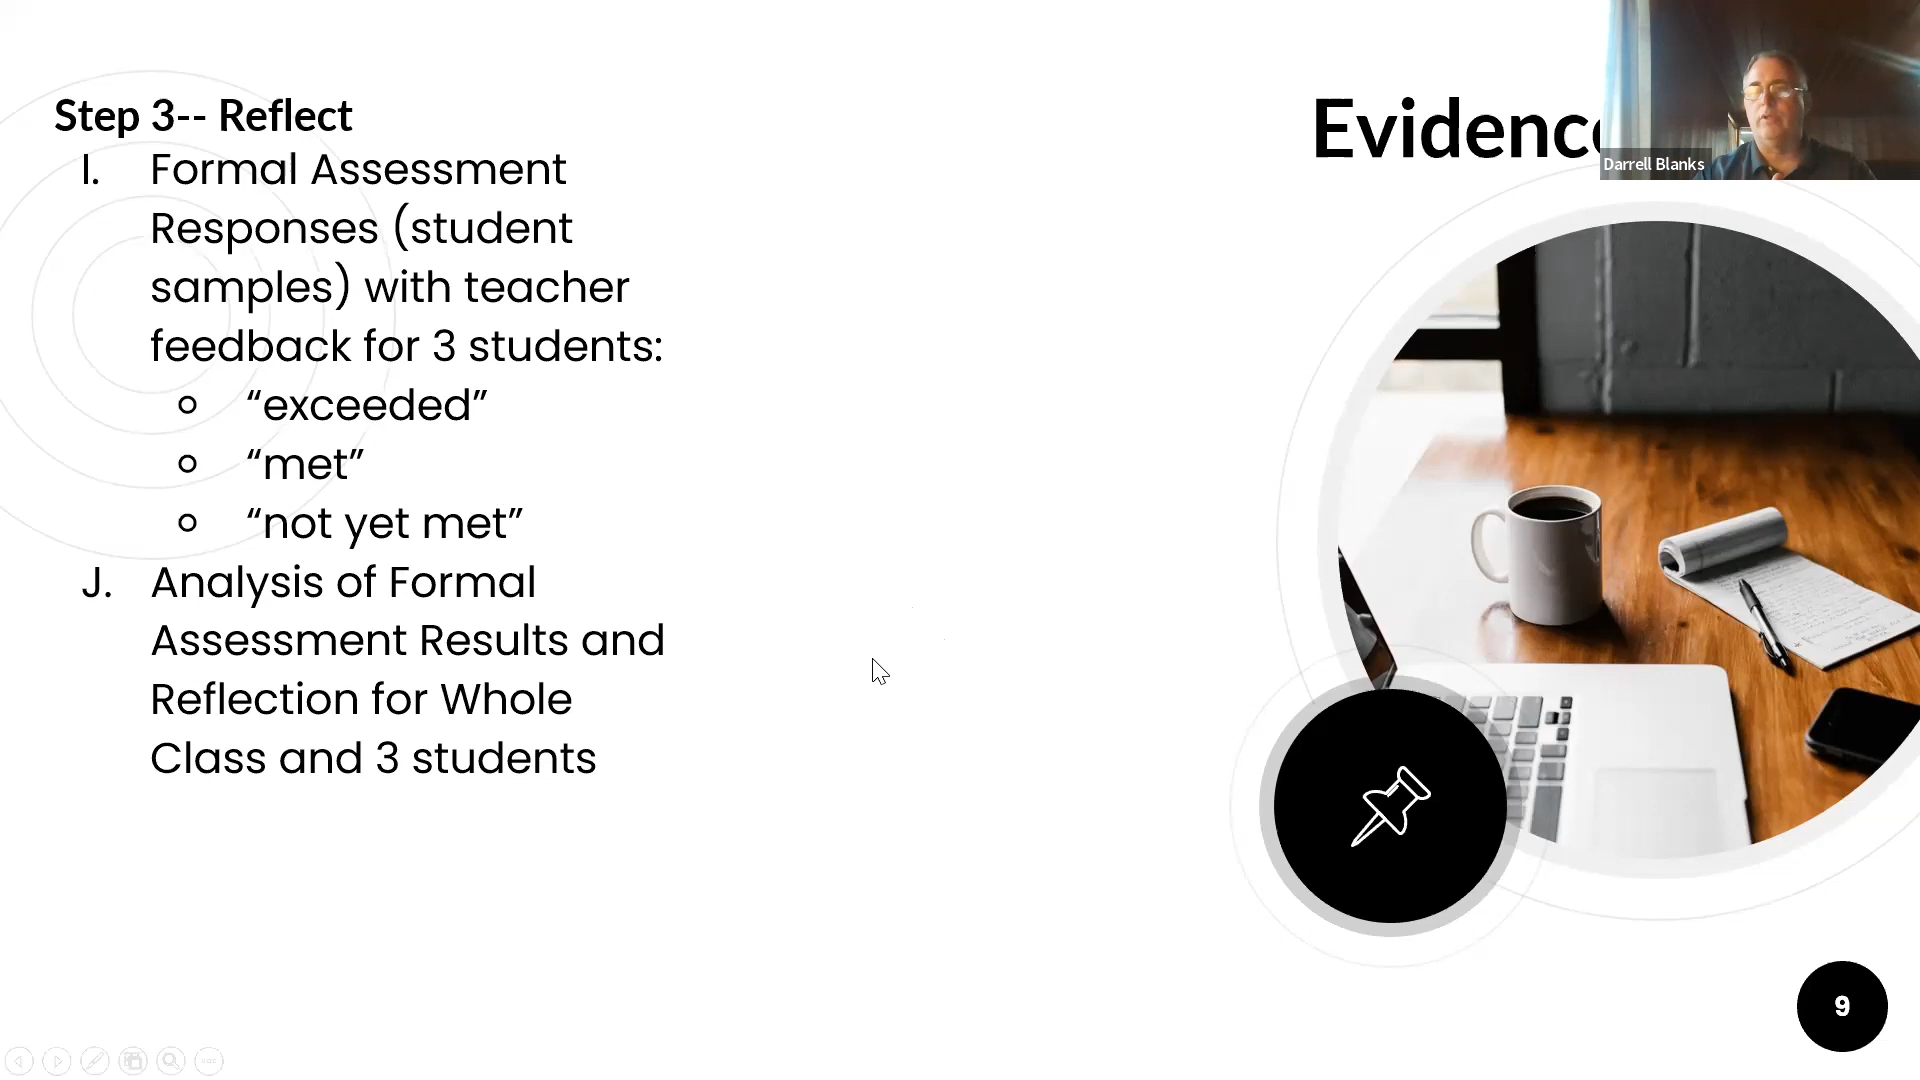 Step 3-- Reflect
I. Formal Assessment
Responses (student
samples) with teacher
feedback for 3 students:
○ “exceeded”
○ “met”
○ “not yet met”
J. Analysis of Formal
Assessment Results and
Reflection for Whole
Class and 3 students
Evidenc
Darrell Blanks
9